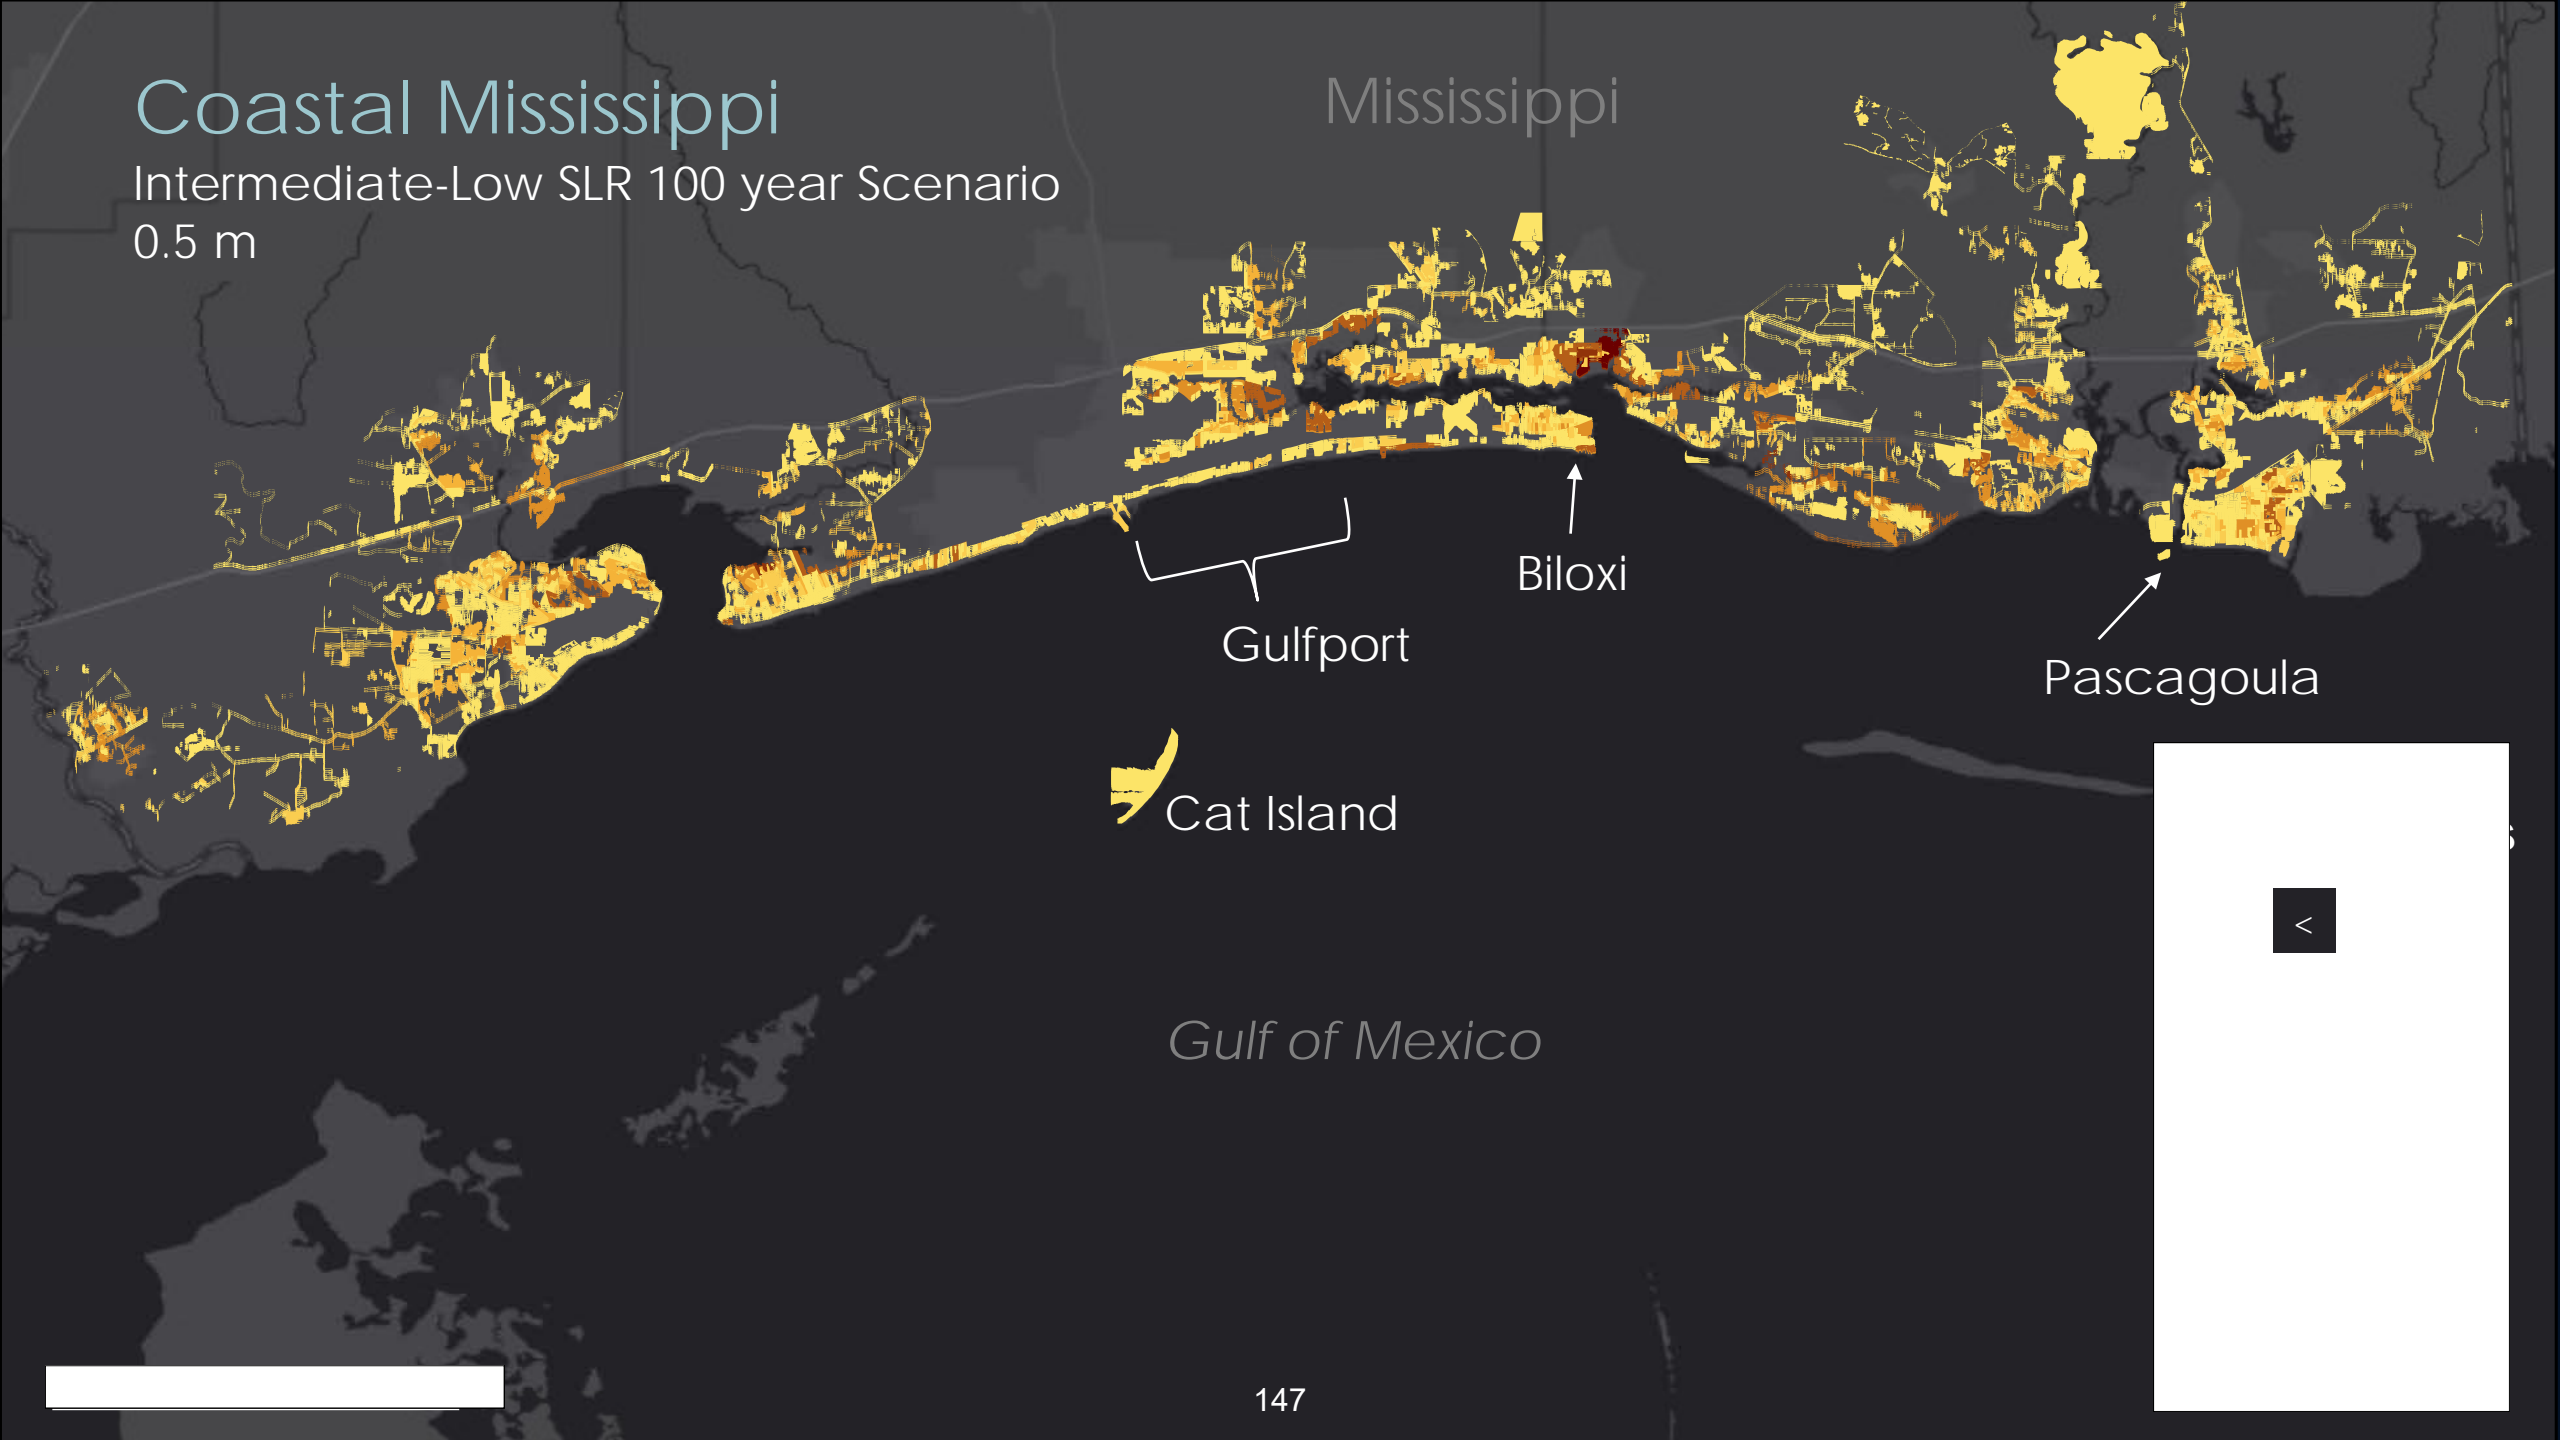 Coastal Mississippi
Mississippi
Intermediate-Low SLR 100 year Scenario
0.5 m
Biloxi
Gulfport
Pascagoula
Cat Island
<
Gulf of Mexico
147